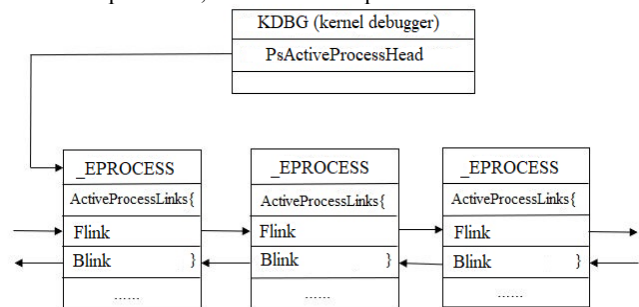 KDBG (kernel debugger)
PsActiveProcessHead
_EPROCESS
ActiveProcessLinks{
Flink
Blink }
......
_EPROCESS
ActiveProcessLinks{
Flink
Blink }
......
_EPROCESS
ActiveProcessLinks{
Flink
Blink }
......